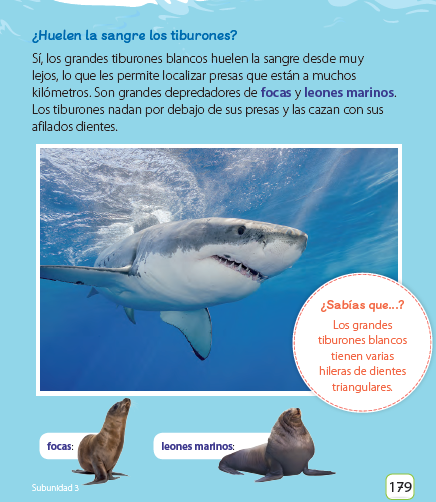 ¿Huelen la sangre los tiburones?
Sí, los grandes tiburones blancos huelen la sangre desde muy
lejos, lo que les permite localizar presas que están a muchos
kilómetros. Son grandes depredadores de focas y leones marinos.
Los tiburones nadan por debajo de sus presas y las cazan con sus
afilados dientes.
¿Sabías que...?
Los grandes
tiburones blancos
tienen varias
hileras de dientes
triangulares.
focas:
leones marinos:
Subunidad 3
179